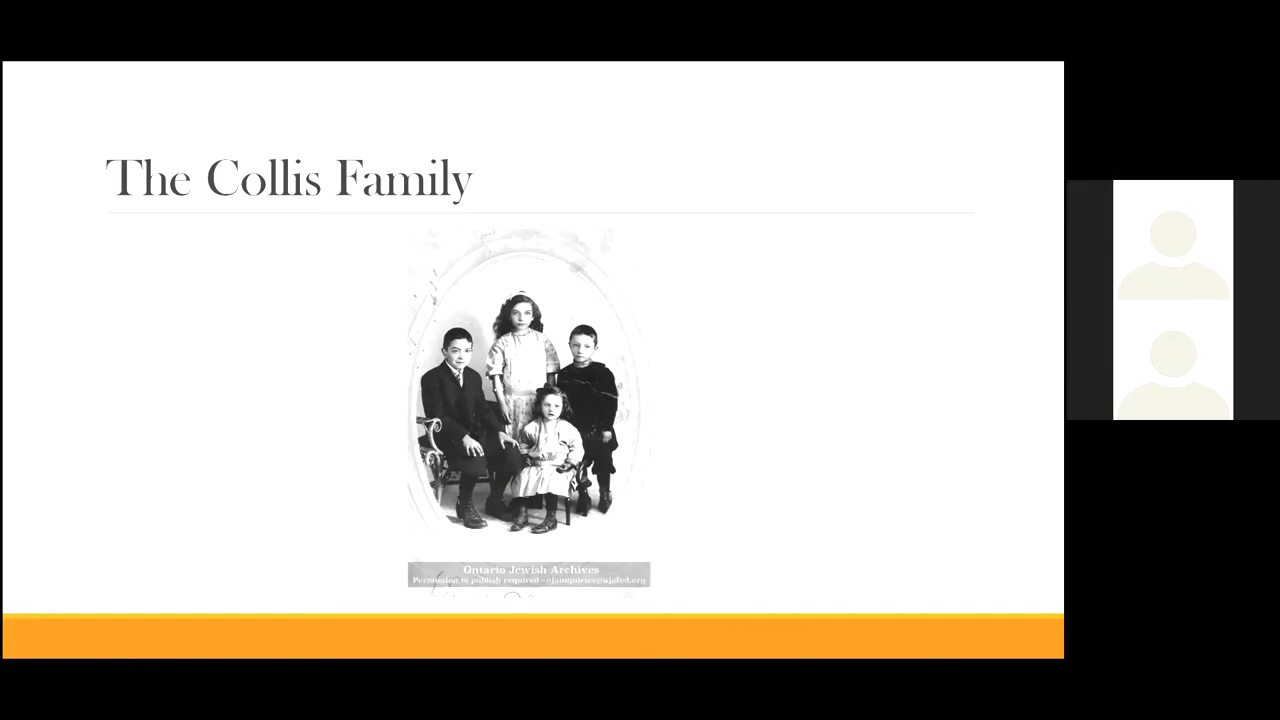 The Collis Family
Ontario Jewish Archives
Permission to publish required - ojainquiries@ujafed.org